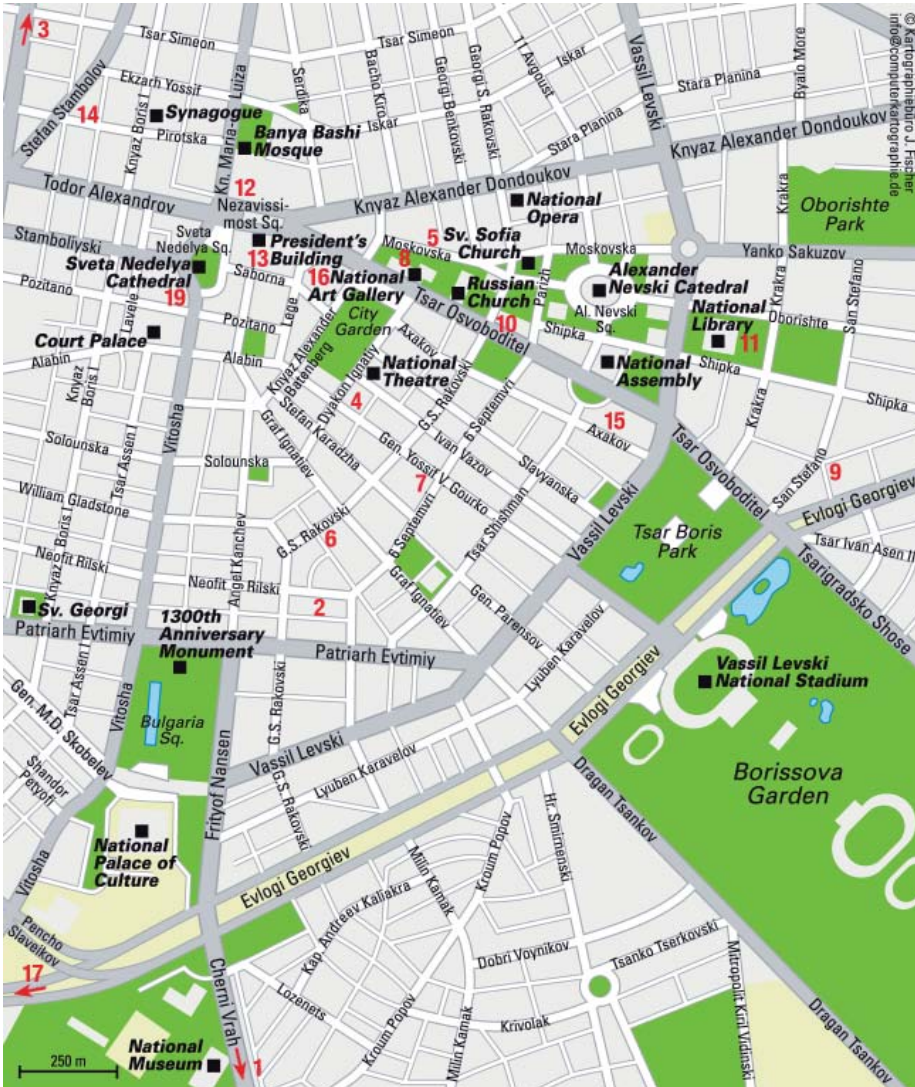 © Kartographiebüro J. Fischer
info@computerkartographie.de
3
Tsar Simeon
Tsar Simeon
Iskar
11 Avgoust
Vassil Levski
Byalo More
Stara Planina
Stefan Stambolov
Ekzarh Yossif
Kn. Maria-Luiza
Serdika
Bacho Kiro
Georgi Benkovski
Georgi S. Rakovski
14
Synagogue
Knyaz Boris I
Pirotska
Iskar
Stara Planina
Banya Bashi
Mosque
Knyaz Alexander Dondoukov
12
Todor Alexandrov
Nezavissi-
most Sq.
Knyaz Alexander Dondoukov
National
Opera
Krakra
Oborishte
Park
Stamboliyski
Sveta
Nedelya Sq.
President's
Building
13
5
Moskovska
Sv. Sofia
Church
Moskovska
Yanko Sakuzov
Sveta Nedelya
Cathedral
Saborna
16
8
National
Art Gallery
Russian
Church
Parizh
Alexander
Nevski Catedral
Al. Nevski
Sq.
National
Library
Krakra
Oborishte
San Stefano
Pozitano
19
Lavele
Lege
City
Garden
Tsar Osvoboditel
10
Shipka
11
Court Palace
Pozitano
Alabin
Alabin
Knyaz Alexander
Batenberg
Axakov
National
Theatre
National
Assembly
Shipka
Shipka
Knyaz
Boris I
Vitosha
Dyakon Ignatiy
4
G.S. Rakovski
6 Septemvri
15
Axakov
Krakra
Tsar Osvoboditel
Solounska
Tsar Assen I
Solounska
Stefan Karadzha
Graf Ignatiev
Ivan Vazov
Gen. Yossif V. Gourko
7
Slavyanska
San Stefano
9
William Gladstone
G.S. Rakovski
6
6 Septemvri
Tsar Shishman
Vassil Levski
Tsar Boris
Park
Evlogi Georgiev
Tsar Ivan Asen II
Neofit Rilski
Knyaz Boris I
Angel Kanchev
Neofit Rilski
Graf Ignatiev
Gen. Parensov
Tsarigradsko Shose
Sv. Georgi
2
Patriarh Evtimiy
1300th
Anniversary
Monument
Patriarh Evtimiy
Lyuben Karavelov
Evlogi Georgiev
Vassil Levski
National Stadium
Tsar Assen I
Gen. M.D. Skobelev
Vitosha
Bulgaria
Sq.
G.S. Rakovski
Vassil Levski
Shandor
Petyofi
Frityof Nansen
G.S. Rakovski
Lyuben Karavelov
Dragan Tsankov
Borissova
Garden
National
Palace of
Culture
Vitosha
Evlogi Georgiev
Milin Kamak
Kroum Popov
Hr. Smirnenski
Pencho
Slaveikov
Kap. Andreev Kaliakra
Dobri Voynikov
Tsanko Tserkovski
17
Cherni Vrah
Lozenets
Kroum Popov
Milin Kamak
Krivolak
Mitropolit Kiril Vidinski
Dragan Tsankov
National
Museum
1
250 m